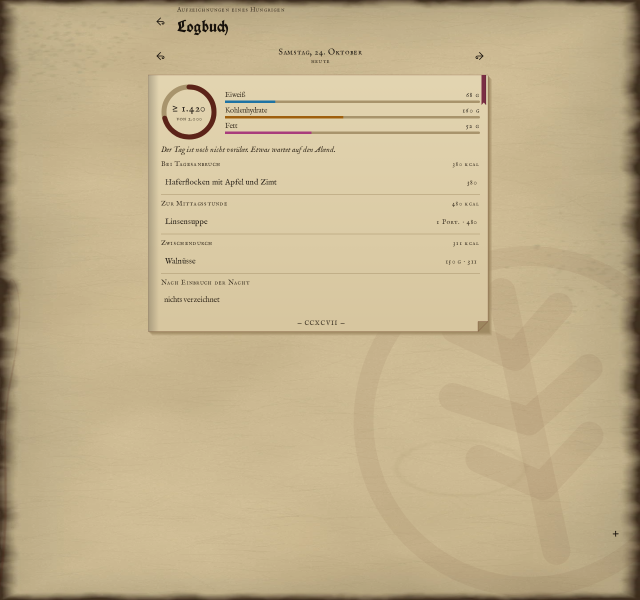 Aufzeichnungen eines Hungrigen
Logbuch
Samstag, 24. Oktober
heute
≥ 1.420
von 2.100
Eiweiß 68 g
Kohlenhydrate 160 g
Fett 52 g
Der Tag ist noch nicht vorüber. Etwas wartet auf den Abend.
Bei Tagesanbruch 380 kcal
Haferflocken mit Apfel und Zimt 380
Zur Mittagsstunde 480 kcal
Linsensuppe 1 Port. · 480
Zwischendurch 311 kcal
Walnüsse 150 g · 311
Nach Einbruch der Nacht
nichts verzeichnet
– CCXCVII –
+